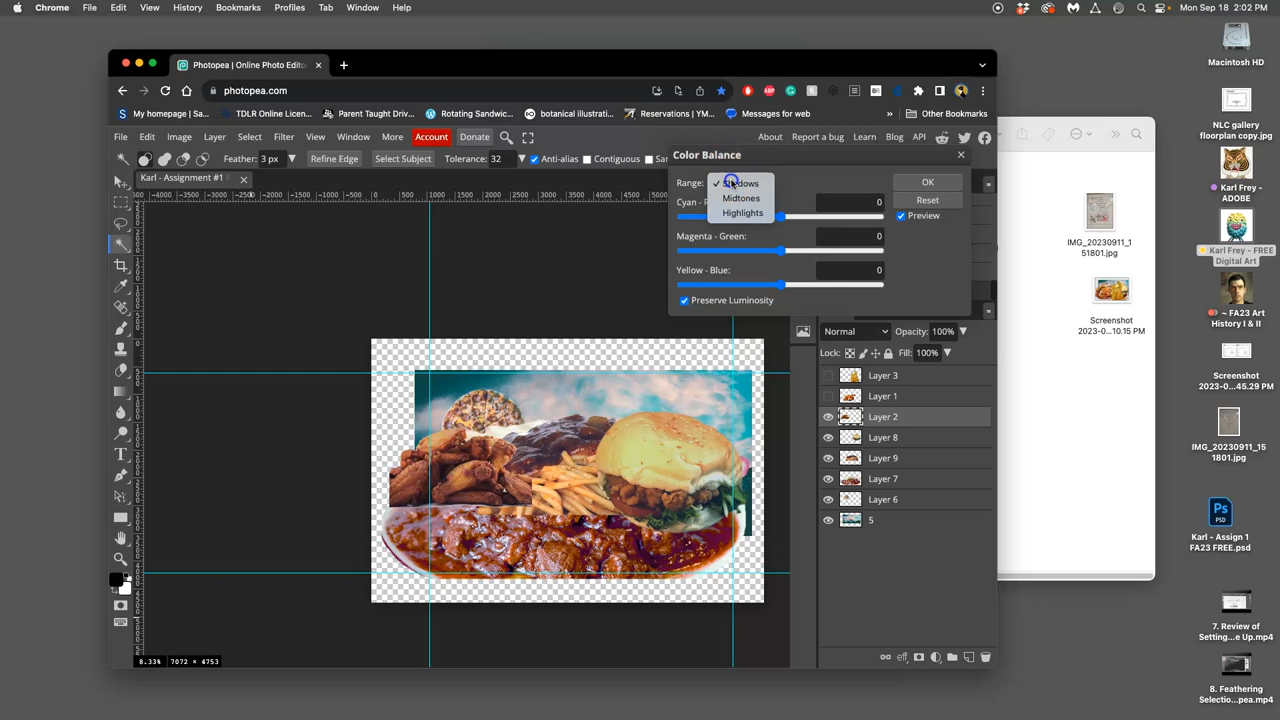 Chrome File Edit View History Bookmarks Profiles Tab Window Help Mon Sep 18 2:02 PM
Macintosh HD
Photopea | Online Photo Edito
photopea.com
My homepage | Sa... TDLR Online Cours... Parent Taught Driv... Rotating Sandwic... botanical illustrati... Reservations | YM... Messages for web » Other Bookmarks
File Edit Image Layer Select Filter View Window More Account Donate About Report a bug Learn Blog API
Feather: 3 px Refine Edge Select Subject Tolerance: 32 Anti-alias Contiguous
Karl - Assignment #1 F
Color Balance
Range: Shadows
Midtones
Highlights
OK
Reset
Preview
0
Magenta - Green: 0
Yellow - Blue: 0
Preserve Luminosity
Normal Opacity: 100%
Lock: Fill: 100%
Layer 3
Layer 1
Layer 2
Layer 8
Layer 9
Layer 7
Layer 6
5
8.33% 7072 × 4753
IMG_20230911_1
51801.jpg
Screenshot
2023-0...10.15 PM
NLC gallery
floorplan copy.jpg
Karl Frey -
ADOBE
Karl Frey - FREE
Digital Art
~ FA23 Art
History I & II
Screenshot
2023-0...45.29 PM
IMG_20230911_15
1801.jpg
Karl - Assign 1
FA23 FREE.psd
7. Review of
Setting...e Up.mp4
8. Feathering
Selectio...pea.mp4